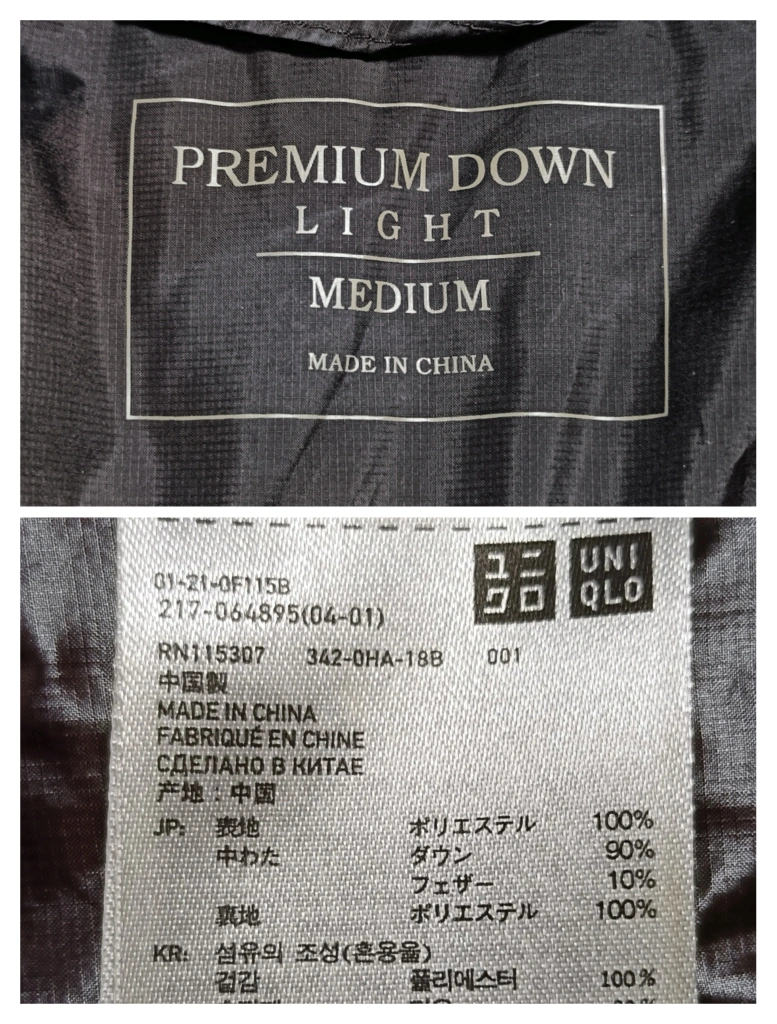 PREMIUM DOWN
LIGHT
MEDIUM
MADE IN CHINA
ユニクロ
UNIQLO
01-21-0F115B
217-064895(04-01)
RN115307 342-0HA-18B 001
中国製
MADE IN CHINA
FABRIQUÉ EN CHINE
СДЕЛАНО В КИТАЕ
产地：中国
JP: 表地 ポリエステル 100%
中わた ダウン 90%
フェザー 10%
裏地 ポリエステル 100%
KR: 섬유의 조성(혼용율)
겉감 폴리에스터 100%